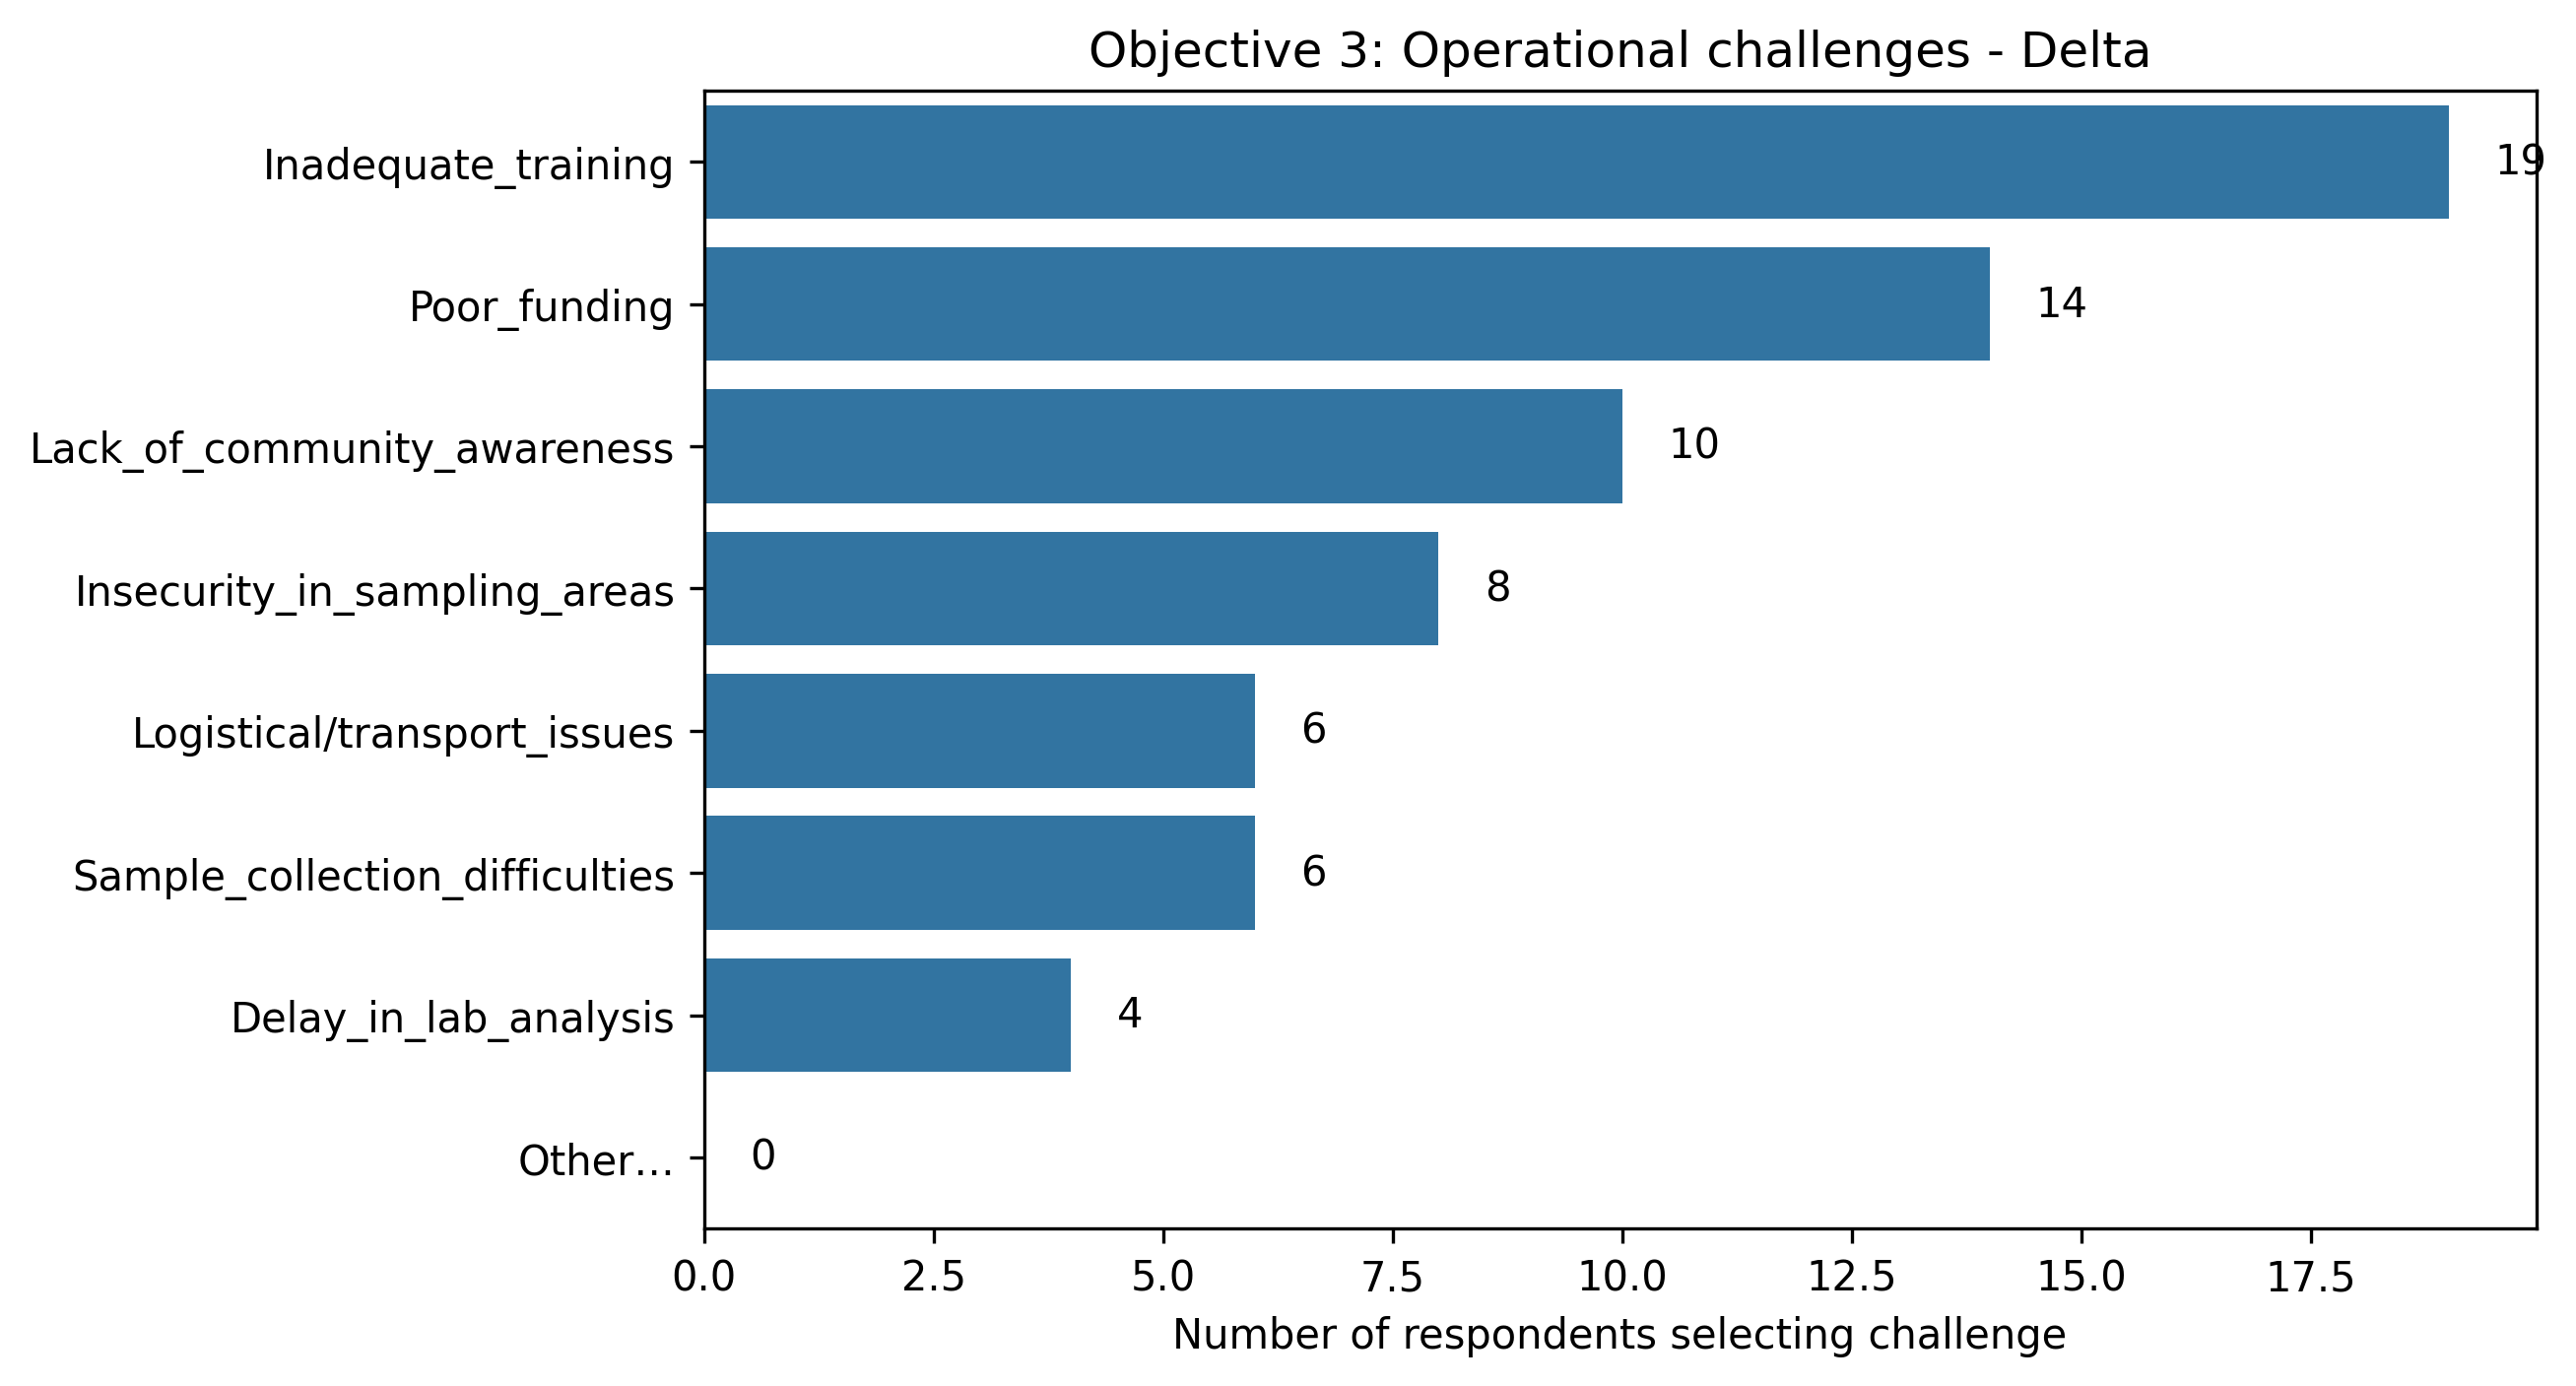 Objective 3: Operational challenges - Delta
Inadequate_training 19
Poor_funding 14
Lack_of_community_awareness 10
Insecurity_in_sampling_areas 8
Logistical/transport_issues 6
Sample_collection_difficulties 6
Delay_in_lab_analysis 4
Other... 0
0.0 2.5 5.0 7.5 10.0 12.5 15.0 17.5
Number of respondents selecting challenge